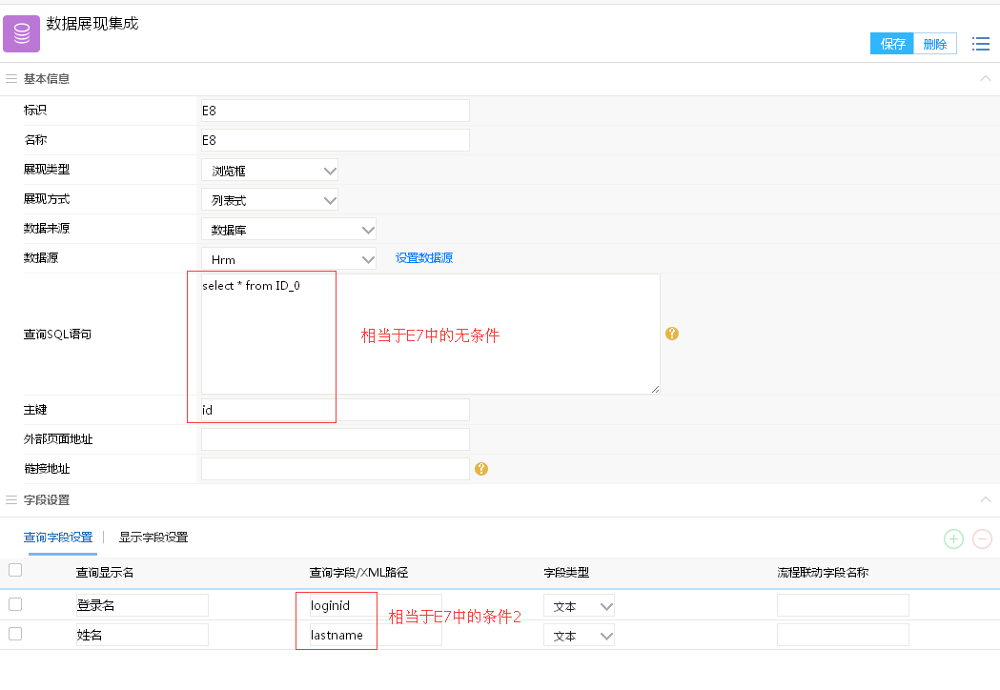 数据展现集成
保存 删除
基本信息
标识 E8
名称 E8
展现类型 浏览框
展现方式 列表式
数据来源 数据库
数据源 Hrm 设置数据源
select * from ID_0
查询SQL语句 相当于E7中的无条件 ?
主键 id
外部页面地址
链接地址 ?
字段设置
查询字段设置 | 显示字段设置
查询显示名 查询字段/XML路径 字段类型 流程联动字段名称
登录名 loginid 文本
相当于E7中的条件2
姓名 lastname 文本